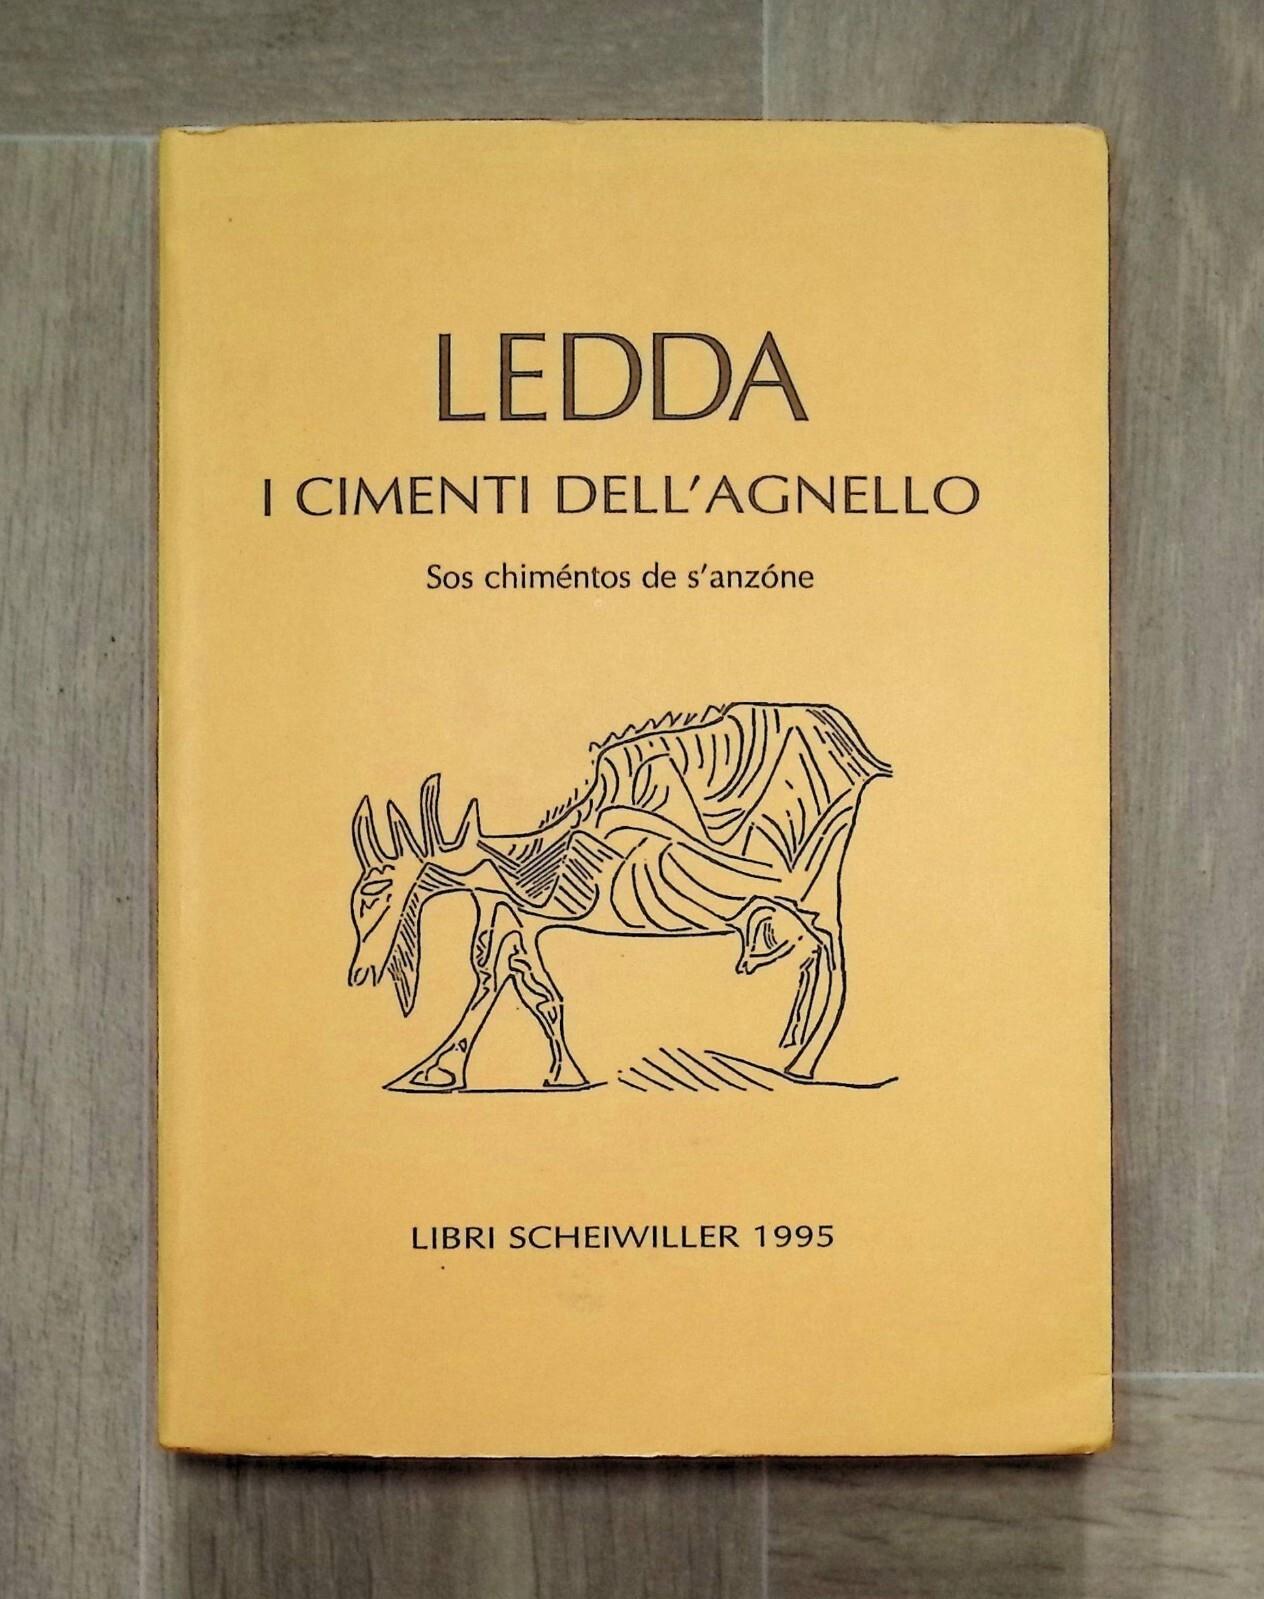 LEDDA
I CIMENTI DELL'AGNELLO
Sos chiméntos de s'anzóne
LIBRI SCHEIWILLER 1995